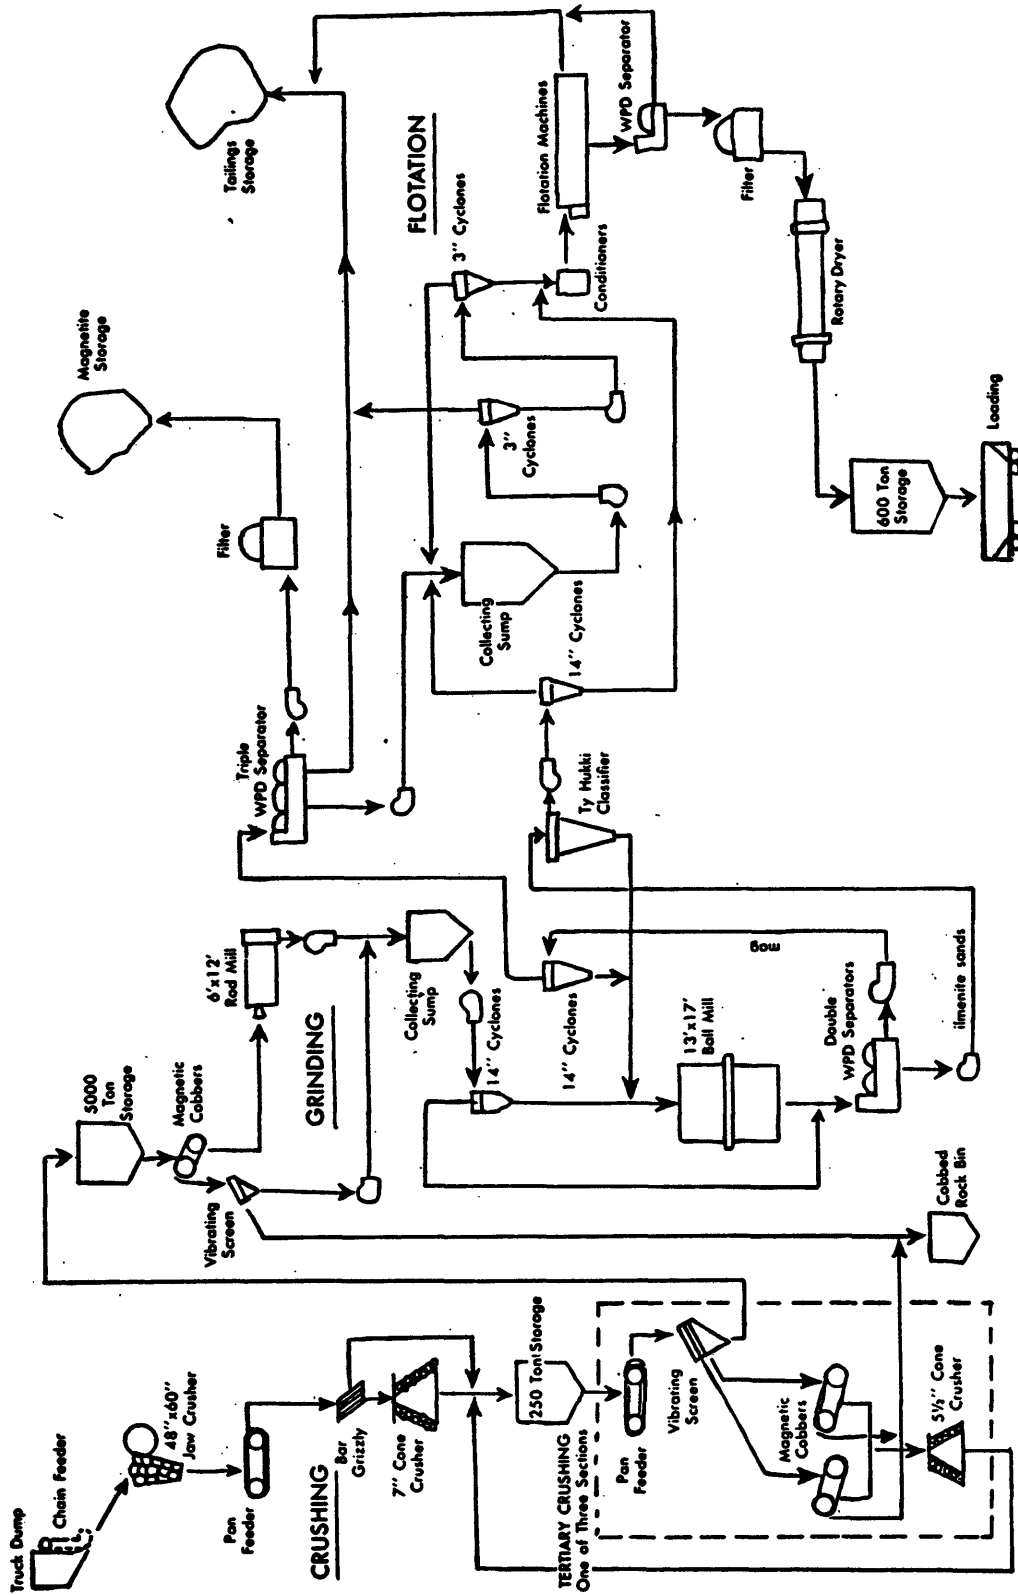 Truck Dump
Chain Feeder
48"x60"
Jaw Crusher
Pan
Feeder
CRUSHING
Bar
Grizzly
7" Cone
Crusher
250 Ton Storage
TERTIARY CRUSHING
One of Three Sections
Pan
Feeder
Vibrating
Screen
Magnetic
Cobbers
5½" Cone
Crusher
Cobbed
Rock Bin
5000
Ton
Storage
Magnetic
Cobbers
Vibrating
Screen
6'x12'
Rod Mill
GRINDING
Collecting
Sump
14" Cyclones
14" Cyclones
13'x17'
Ball Mill
mag
Double
WPD Separators
ilmenite sands
Triple
WPD Separator
Ty Hukki
Classifier
14" Cyclones
Filter
Magnetite
Storage
Collecting
Sump
3"
Cyclones
3" Cyclones
FLOTATION
Tailings
Storage
Conditioners
Flotation Machines
WPD Separator
Filter
Rotary Dryer
600 Ton
Storage
Loading